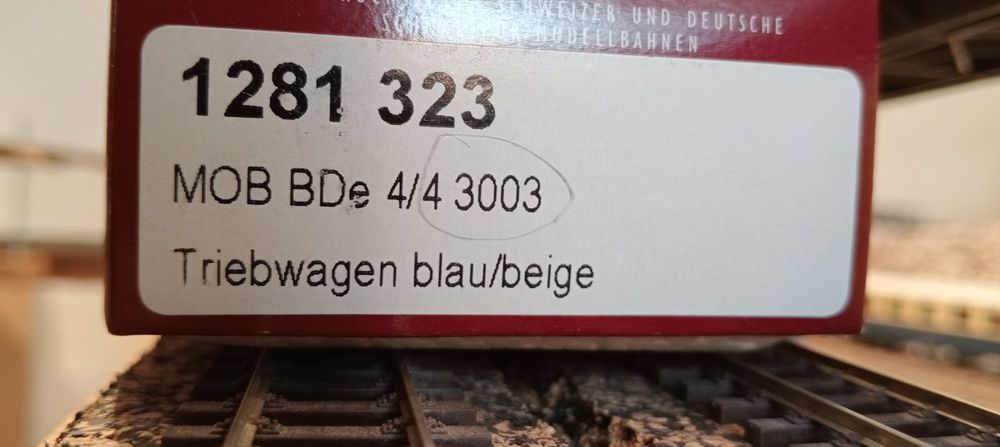 SCHWEIZER UND DEUTSCHE
MODELLBAHNEN
1281 323
MOB BDe 4/4 3003
Triebwagen blau/beige